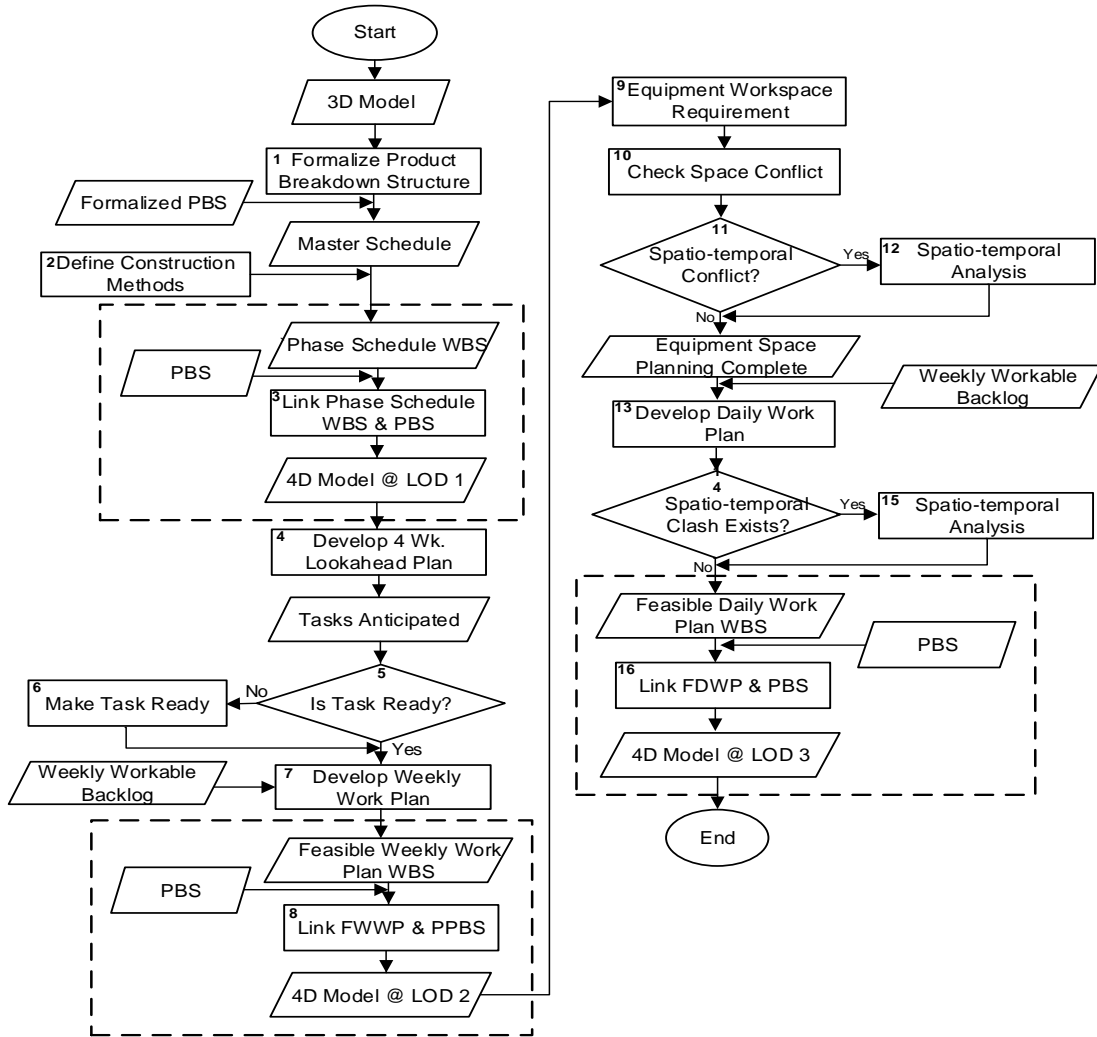 Start
3D Model
1 Formalize Product
Breakdown Structure
Formalized PBS
Master Schedule
2 Define Construction
Methods
Phase Schedule WBS
PBS
3 Link Phase Schedule
WBS & PBS
4D Model @ LOD 1
4 Develop 4 Wk.
Lookahead Plan
Tasks Anticipated
5
Is Task Ready?
No
6 Make Task Ready
Yes
Weekly Workable
Backlog
7 Develop Weekly
Work Plan
Feasible Weekly Work
Plan WBS
PBS
8 Link FWWP & PPBS
4D Model @ LOD 2
9 Equipment Workspace
Requirement
10
Check Space Conflict
11
Spatio-temporal
Conflict?
Yes
12 Spatio-temporal
Analysis
No
Equipment Space
Planning Complete
Weekly Workable
Backlog
13 Develop Daily Work
Plan
1
4
Spatio-temporal
Clash Exists?
Yes
15 Spatio-temporal
Analysis
No
Feasible Daily Work
Plan WBS
PBS
16
Link FDWP & PBS
4D Model @ LOD 3
End